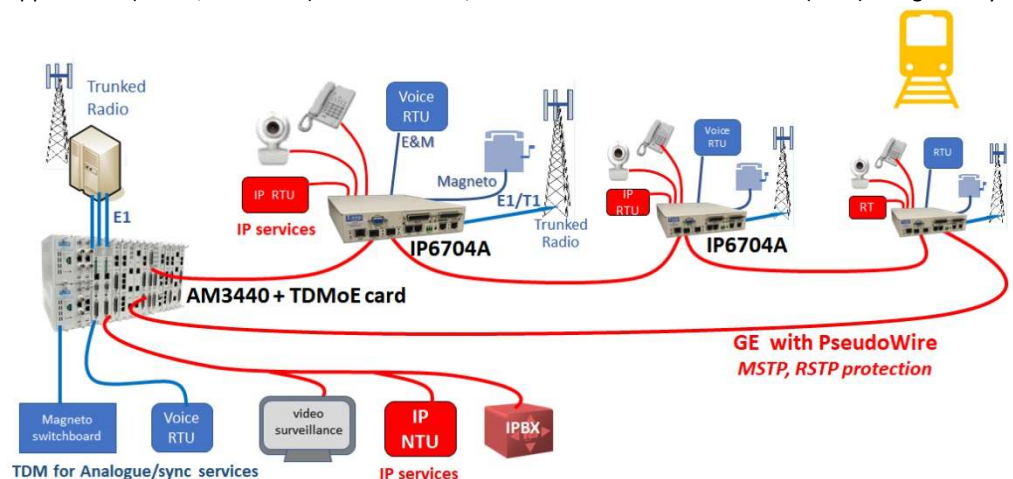 Trunked
Radio
E1
Voice
RTU
E&M
Magneto
E1/T1
IP RTU
IP services
IP6704A
Trunked
Radio
Voice
RTU
IP
RTU
IP6704A
RTU
RT
AM3440 + TDMoE card
GE with PseudoWire
MSTP, RSTP protection
Magneto
switchboard
Voice
RTU
video
surveillance
IP
NTU
IPBX
TDM for Analogue/sync services
IP services